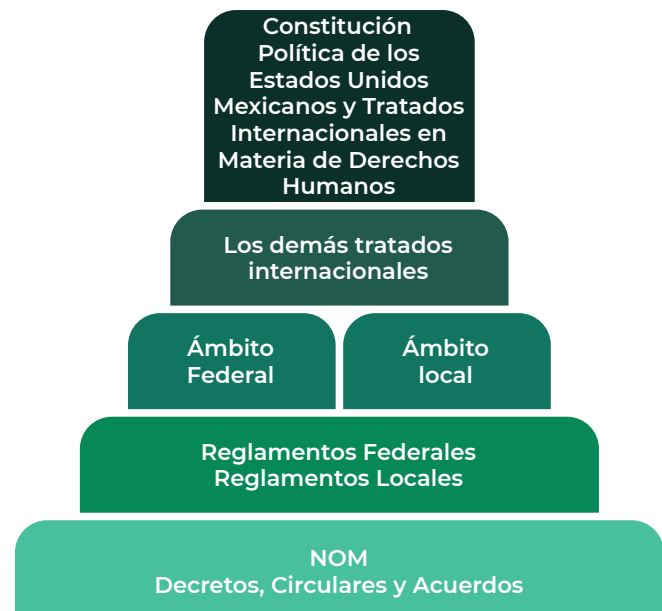 Constitución
Política de los
Estados Unidos
Mexicanos y Tratados
Internacionales en
Materia de Derechos
Humanos
Los demás tratados
internacionales
Ámbito
Federal
Ámbito
local
Reglamentos Federales
Reglamentos Locales
NOM
Decretos, Circulares y Acuerdos